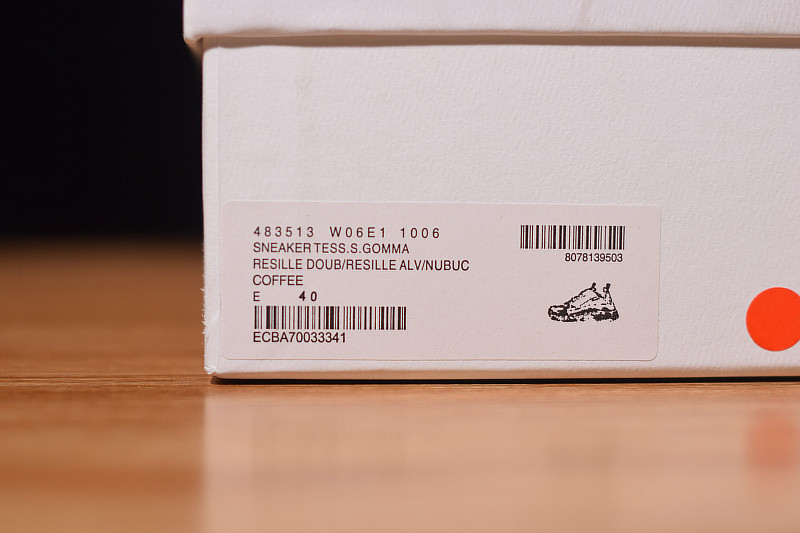 483513 W06E1 1006
SNEAKER TESS.S.GOMMA
RESILLE DOUB/RESILLE ALV/NUBUC
COFFEE
E 40
ECBA70033341
8078139503